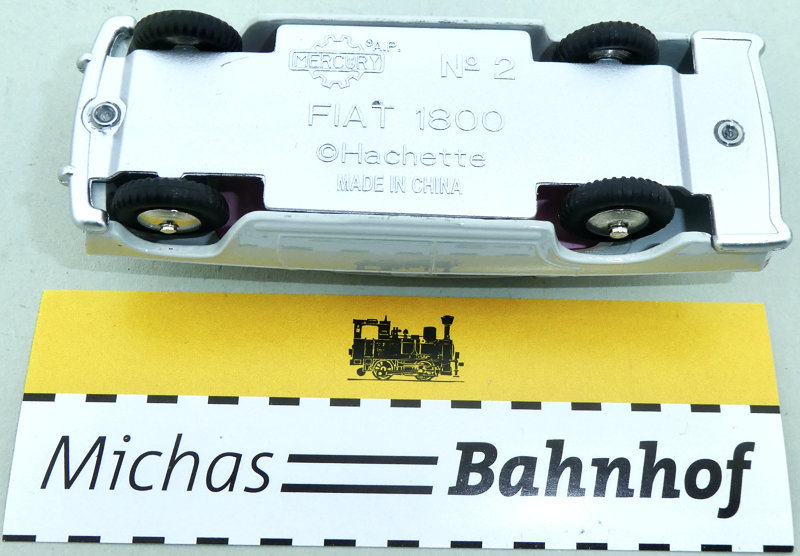 ®A.P.
MERCURY
Nº 2
FIAT 1800
©Hachette
MADE IN CHINA
Michas Bahnhof